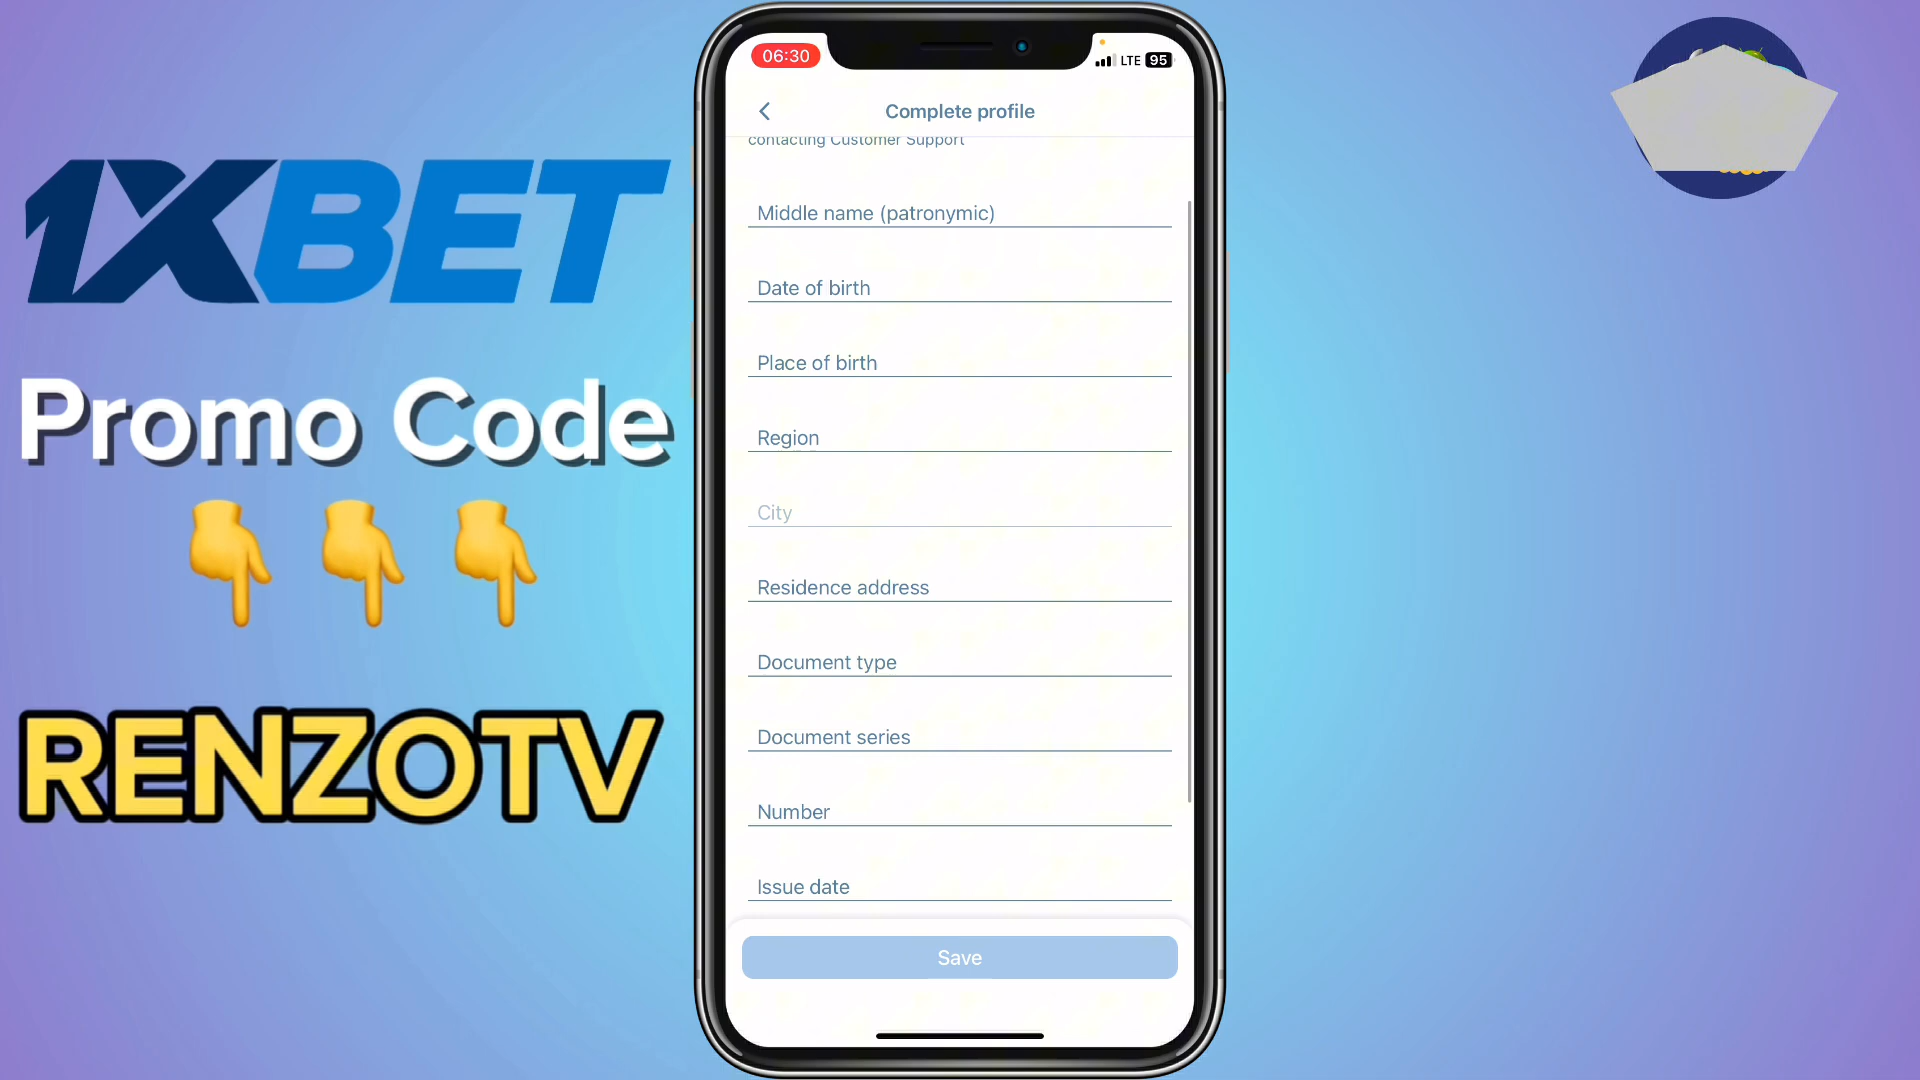 1XBET
Promo Code
RENZOTV
06:30
LTE 95
Complete profile
contacting Customer Support
Middle name (patronymic)
Date of birth
Place of birth
Region
City
Residence address
Document type
Document series
Number
Issue date
Save